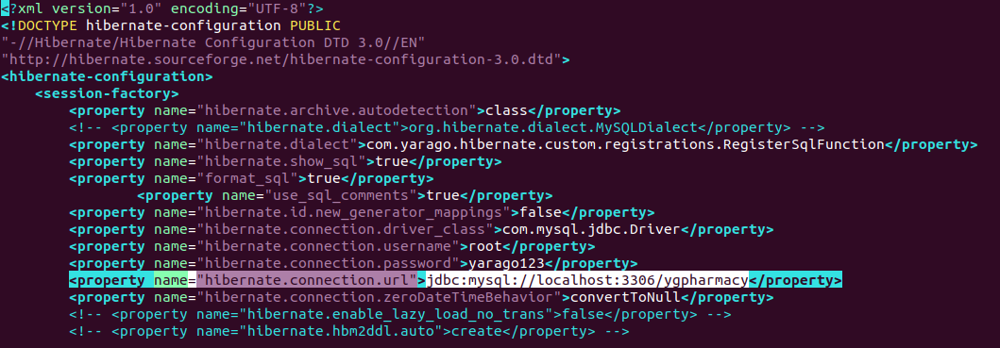 <?xml version="1.0" encoding="UTF-8"?>
<!DOCTYPE hibernate-configuration PUBLIC
"-//Hibernate/Hibernate Configuration DTD 3.0//EN"
"http://hibernate.sourceforge.net/hibernate-configuration-3.0.dtd">
<hibernate-configuration>
    <session-factory>
        <property name="hibernate.archive.autodetection">class</property>
        <!-- <property name="hibernate.dialect">org.hibernate.dialect.MySQLDialect</property> -->
        <property name="hibernate.dialect">com.yarago.hibernate.custom.registrations.RegisterSqlFunction</property>
        <property name="hibernate.show_sql">true</property>
        <property name="format_sql">true</property>
                <property name="use_sql_comments">true</property>
        <property name="hibernate.id.new_generator_mappings">false</property>
        <property name="hibernate.connection.driver_class">com.mysql.jdbc.Driver</property>
        <property name="hibernate.connection.username">root</property>
        <property name="hibernate.connection.password">yarago123</property>
        <property name="hibernate.connection.url">jdbc:mysql://localhost:3306/ygpharmacy</property>
        <property name="hibernate.connection.zeroDateTimeBehavior">convertToNull</property>
        <!-- <property name="hibernate.enable_lazy_load_no_trans">false</property> -->
        <!-- <property name="hibernate.hbm2ddl.auto">create</property> -->